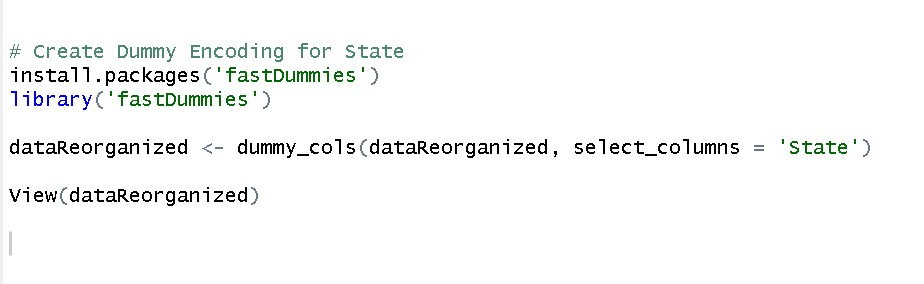 # Create Dummy Encoding for State
install.packages('fastDummies')
library('fastDummies')
dataReorganized <- dummy_cols(dataReorganized, select_columns = 'State')
View(dataReorganized)